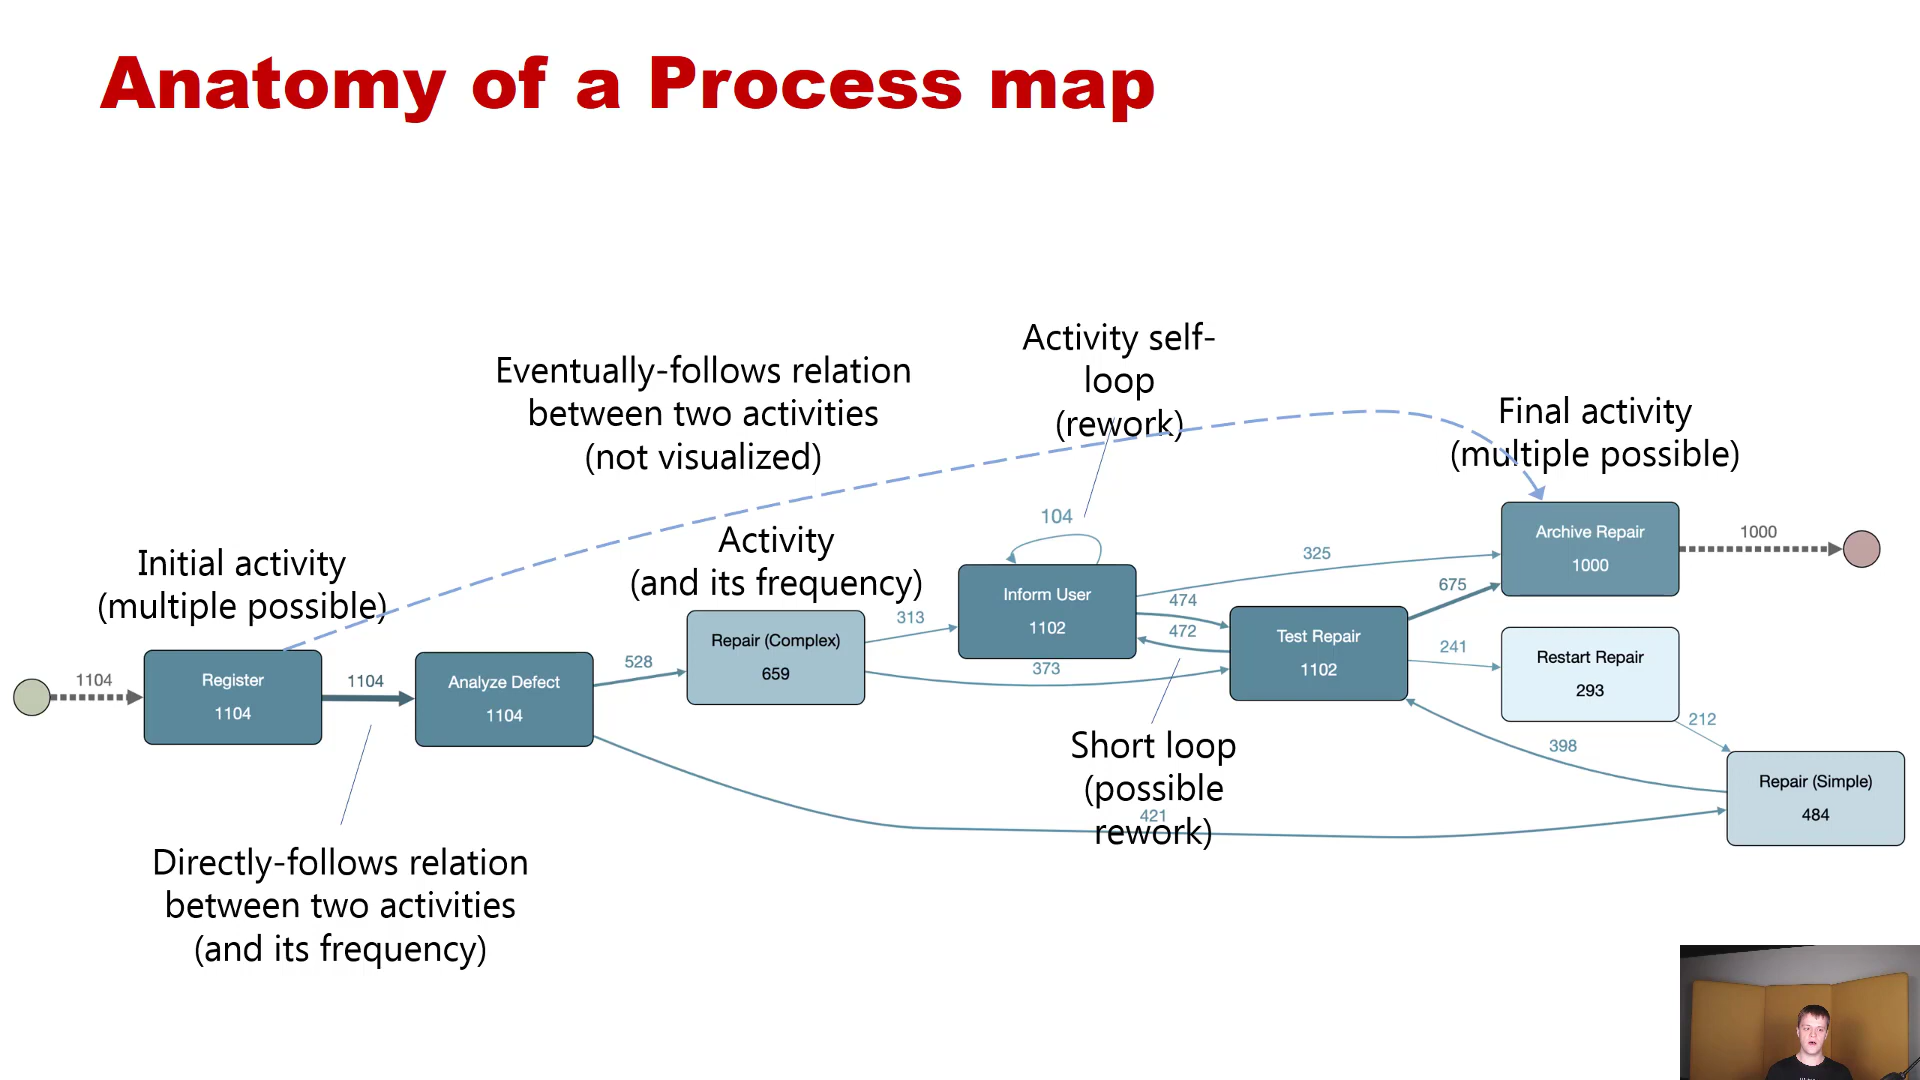 Anatomy of a Process map
Activity self-
loop
(rework)
Eventually-follows relation
between two activities
(not visualized)
Final activity
(multiple possible)
Initial activity
(multiple possible)
Activity
(and its frequency)
1104
Register
1104
1104
Analyze Defect
1104
528
Repair (Complex)
659
313
373
104
Inform User
1102
325
474
472
Test Repair
1102
675
241
Archive Repair
1000
1000
Restart Repair
293
212
398
Repair (Simple)
484
421
Short loop
(possible
rework)
Directly-follows relation
between two activities
(and its frequency)